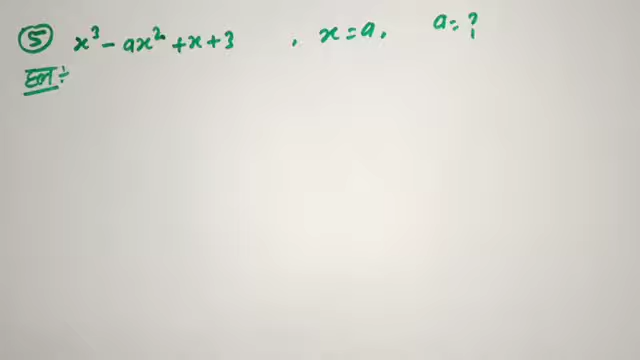 ⑤ x³ - ax² + x + 3 , x = a, a = ?
हल ÷